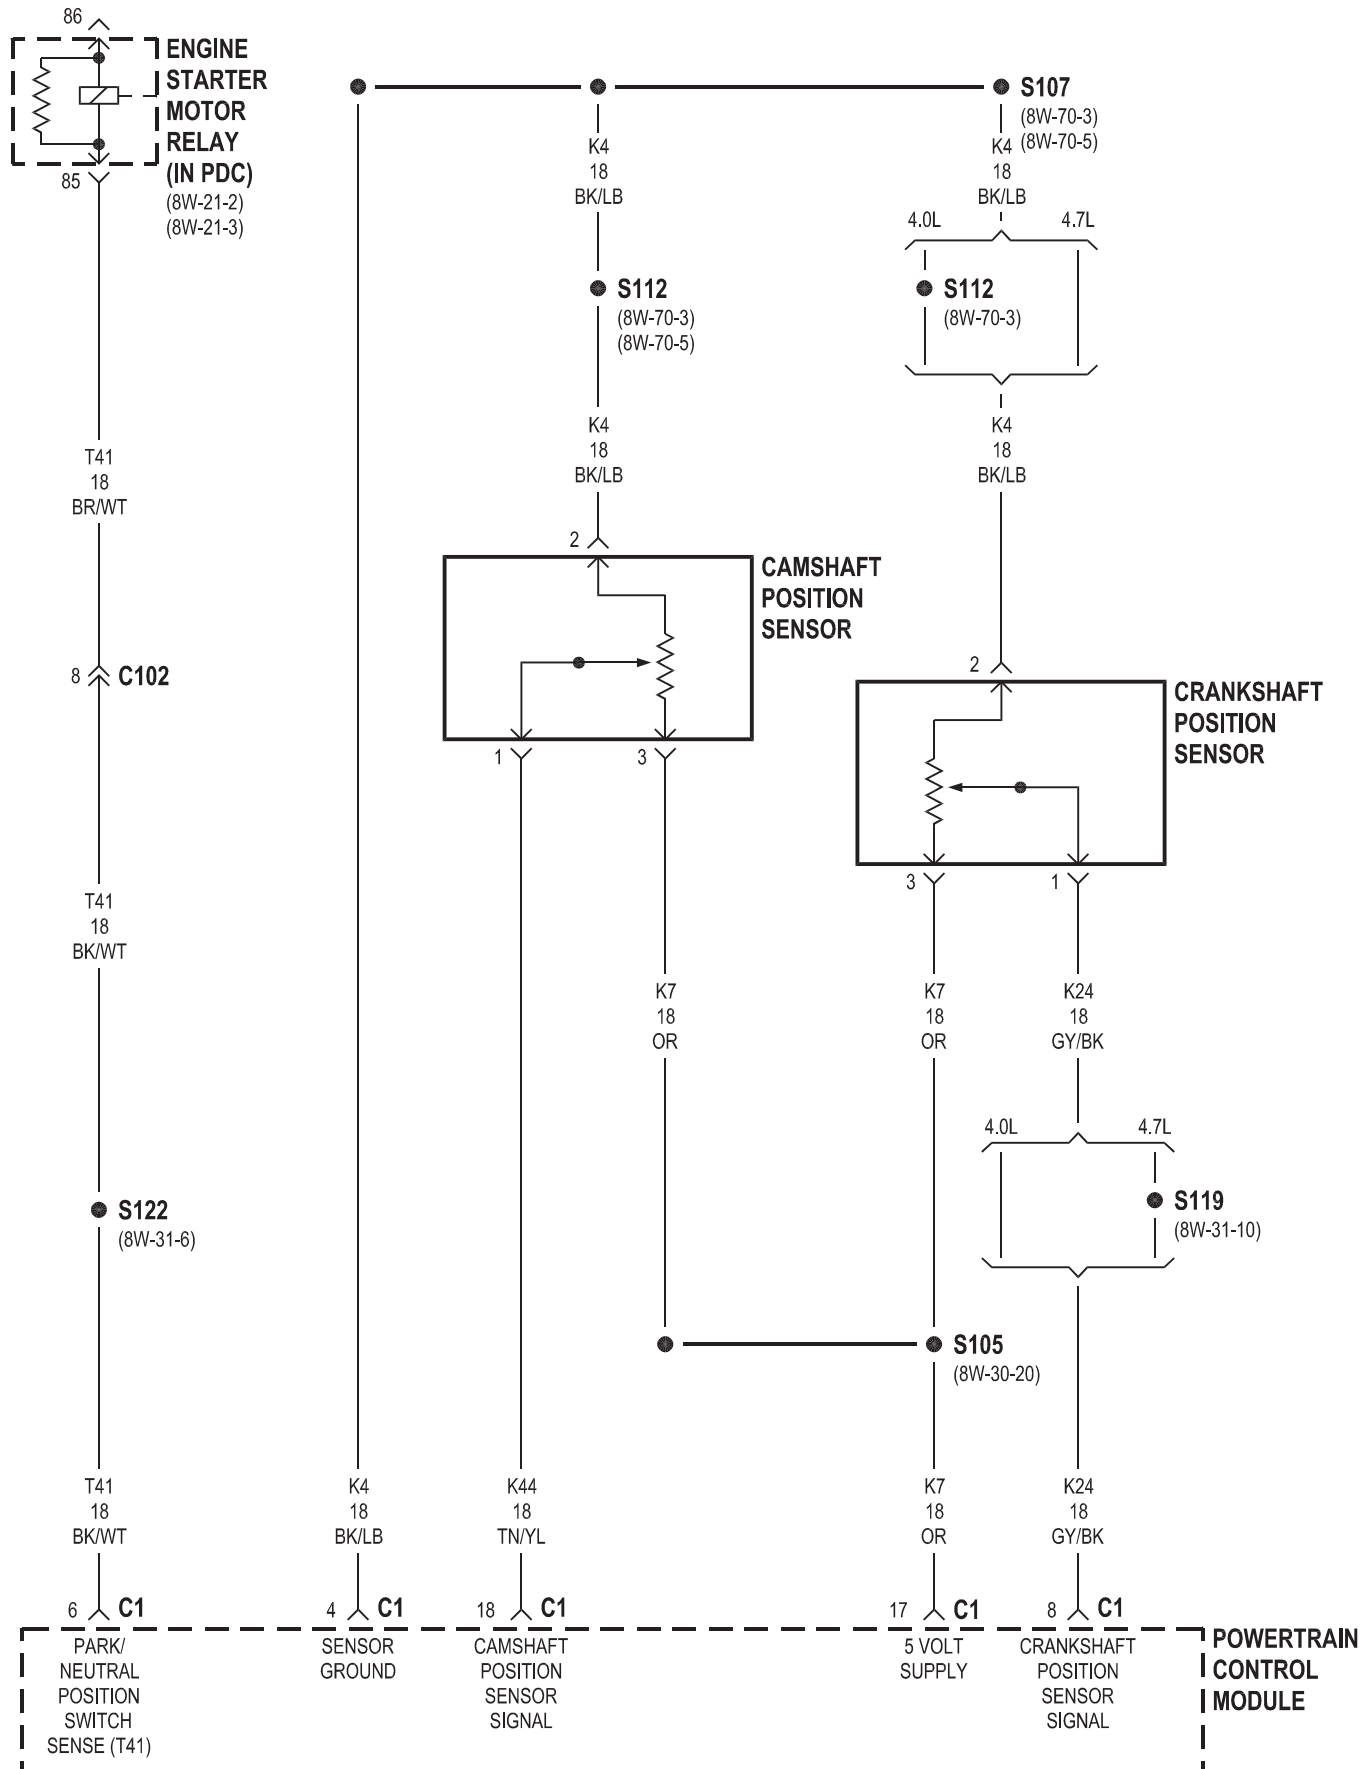 86
ENGINE
STARTER
MOTOR
RELAY
(IN PDC)
(8W-21-2)
(8W-21-3)
85
T41
18
BR/WT
8 C102
T41
18
BK/WT
S122
(8W-31-6)
T41
18
BK/WT
6 C1
PARK/
NEUTRAL
POSITION
SWITCH
SENSE (T41)
K4
18
BK/LB
4 C1
SENSOR
GROUND
K4
18
BK/LB
S112
(8W-70-3)
(8W-70-5)
K4
18
BK/LB
2
CAMSHAFT
POSITION
SENSOR
1
3
K7
18
OR
K44
18
TN/YL
18 C1
CAMSHAFT
POSITION
SENSOR
SIGNAL
S107
(8W-70-3)
(8W-70-5)
K4
18
BK/LB
4.0L
4.7L
S112
(8W-70-3)
K4
18
BK/LB
2
CRANKSHAFT
POSITION
SENSOR
3
1
K7
18
OR
K24
18
GY/BK
4.0L
4.7L
S119
(8W-31-10)
S105
(8W-30-20)
K7
18
OR
17 C1
5 VOLT
SUPPLY
K24
18
GY/BK
8 C1
CRANKSHAFT
POSITION
SENSOR
SIGNAL
POWERTRAIN
CONTROL
MODULE